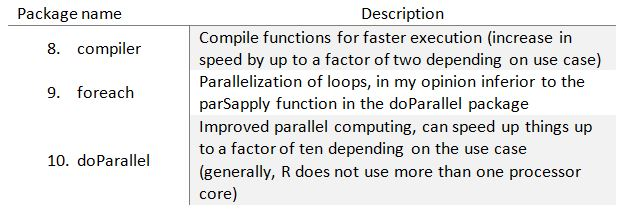 Package name Description
8. compiler Compile functions for faster execution (increase in
speed by up to a factor of two depending on use case)
9. foreach Parallelization of loops, in my opinion inferior to the
parSapply function in the doParallel package
Improved parallel computing, can speed up things up
10. doParallel to a factor of ten depending on the use case
(generally, R does not use more than one processor
core)